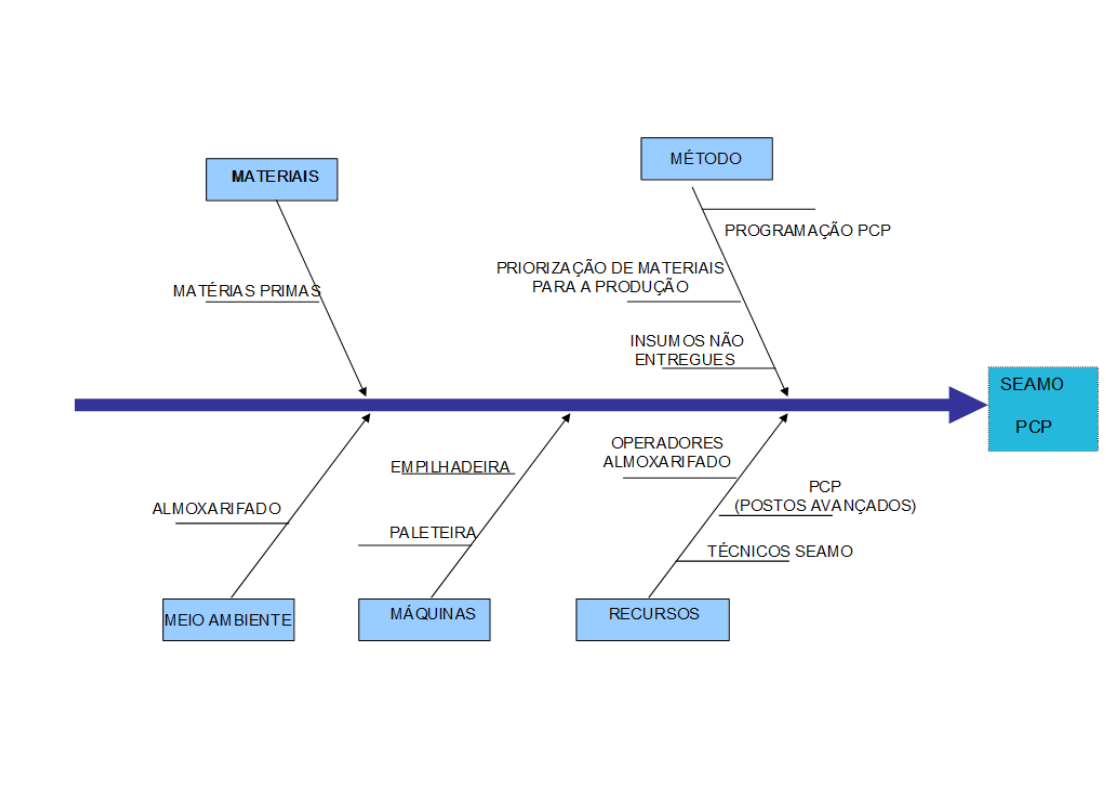 MÉTODO
MATERIAIS
PROGRAMAÇÃO PCP
PRIORIZAÇÃO DE MATERIAIS
PARA A PRODUÇÃO
MATÉRIAS PRIMAS
INSUMOS NÃO
ENTREGUES
SEAMO
PCP
OPERADORES
ALMOXARIFADO
EMPILHADEIRA
PCP
(POSTOS AVANÇADOS)
ALMOXARIFADO
PALETEIRA
TÉCNICOS SEAMO
MEIO AMBIENTE
MÁQUINAS
RECURSOS